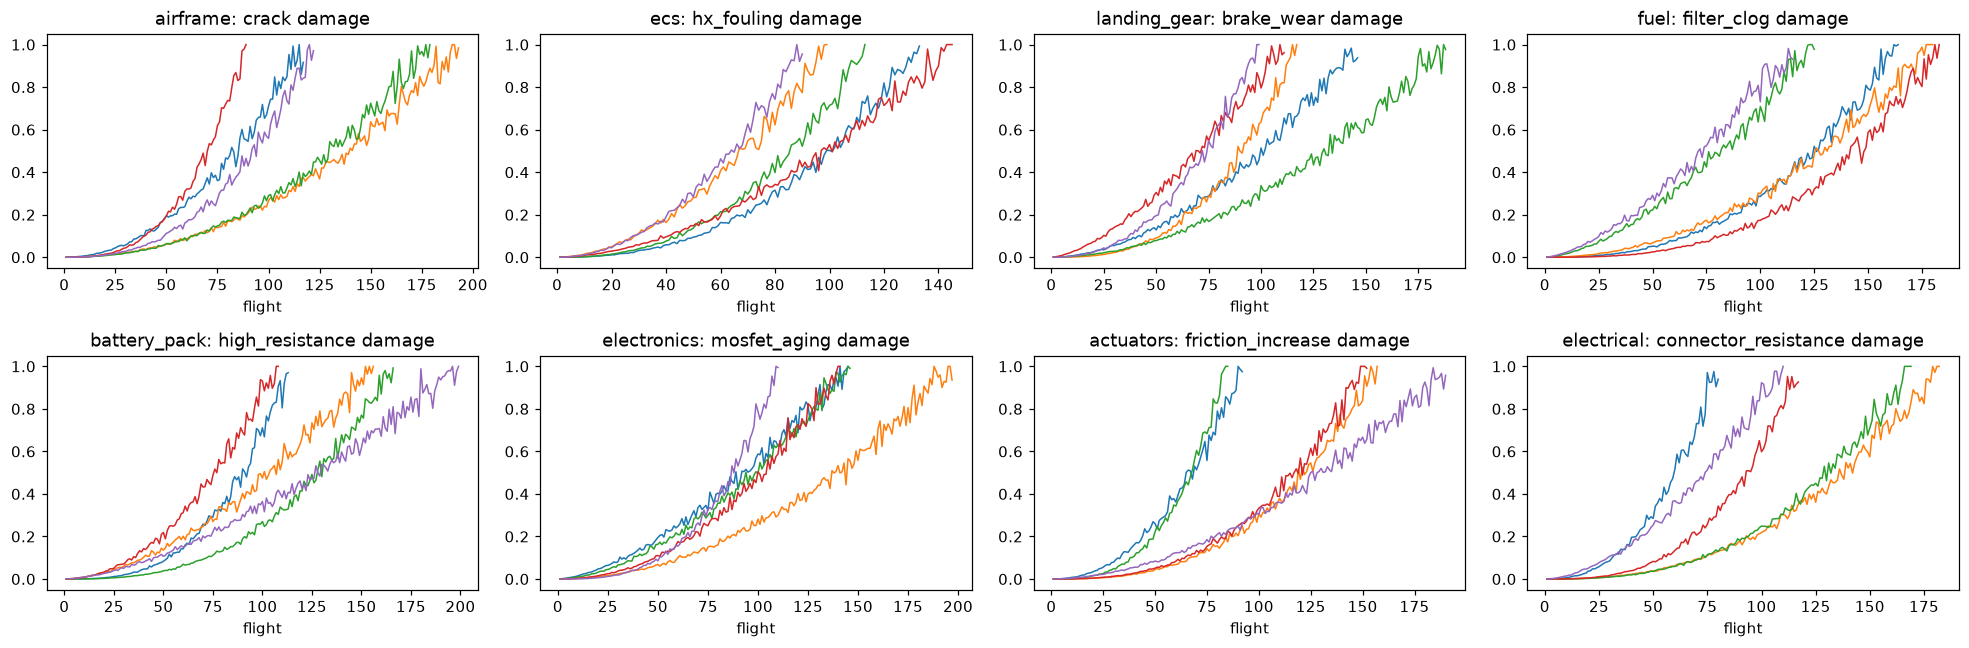 airframe: crack damage
ecs: hx_fouling damage
landing_gear: brake_wear damage
fuel: filter_clog damage
1.0
0.8
0.6
0.4
0.2
0.0
0 25 50 75 100 125 150 175 200
flight
1.0
0.8
0.6
0.4
0.2
0.0
0 20 40 60 80 100 120 140
flight
1.0
0.8
0.6
0.4
0.2
0.0
0 25 50 75 100 125 150 175
flight
1.0
0.8
0.6
0.4
0.2
0.0
0 25 50 75 100 125 150 175
flight
battery_pack: high_resistance damage
electronics: mosfet_aging damage
actuators: friction_increase damage
electrical: connector_resistance damage
1.0
0.8
0.6
0.4
0.2
0.0
0 25 50 75 100 125 150 175 200
flight
1.0
0.8
0.6
0.4
0.2
0.0
0 25 50 75 100 125 150 175 200
flight
1.0
0.8
0.6
0.4
0.2
0.0
0 25 50 75 100 125 150 175
flight
1.0
0.8
0.6
0.4
0.2
0.0
0 25 50 75 100 125 150 175
flight